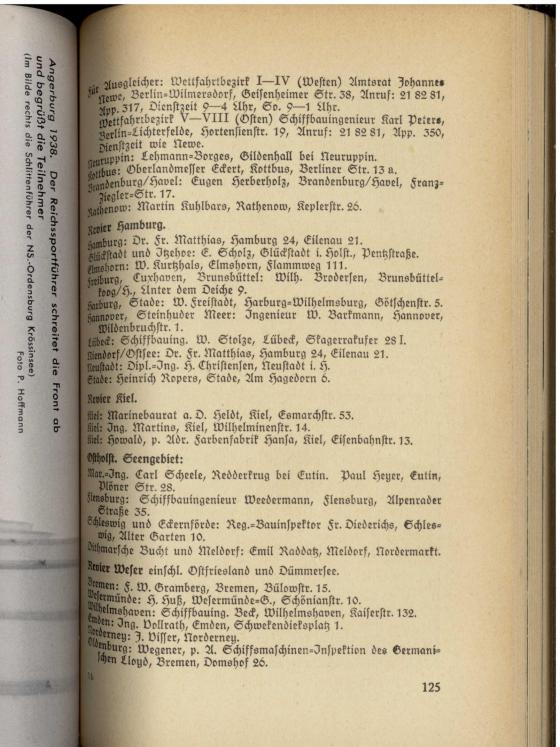 Angerburg 1938. Der Reichssportführer schreitet die Front ab
und begrüßt die Teilnehmer
(Im Bilde rechts die Schlittenführer der NS.-Ordensburg Krössinsee)
Foto P. Hoffmann
Für Ausgleicher: Wettfahrtbezirk I—IV (Westen) Amtsrat Johannes
Newe, Berlin-Wilmersdorf, Geisenheimer Str. 38, Anruf: 21 82 81,
App. 317, Dienstzeit 9—4 Uhr, So. 9—1 Uhr.
Wettfahrtbezirk V—VIII (Osten) Schiffbauingenieur Karl Peters,
Berlin-Lichterfelde, Hortensienstr. 19, Anruf: 21 82 81, App. 350,
Dienstzeit wie Newe.
Neuruppin: Lehmann-Borges, Gildenhall bei Neuruppin.
Kottbus: Oberlandmesser Eckert, Kottbus, Berliner Str. 13 a.
Brandenburg/Havel: Eugen Herberholz, Brandenburg/Havel, Franz-
Ziegler-Str. 17.
Rathenow: Martin Kuhlbars, Rathenow, Keplerstr. 26.
Revier Hamburg.
Hamburg: Dr. Fr. Matthias, Hamburg 24, Eilenau 21.
Glückstadt und Itzehoe: E. Scholz, Glückstadt i. Holst., Pentzstraße.
Elmshorn: W. Kurtzhals, Elmshorn, Flammweg 111.
Freiburg, Cuxhaven, Brunsbüttel: Wilh. Brodersen, Brunsbüttel-
koog/H., Unter dem Deiche 9.
Harburg, Stade: W. Freistadt, Harburg-Wilhelmsburg, Götschenstr. 5.
Hannover, Steinhuder Meer: Ingenieur W. Barkmann, Hannover,
Wildenbruchstr. 1.
Lübeck: Schiffbauing. W. Stolze, Lübeck, Skagerrakufer 28 I.
Niendorf/Ostsee: Dr. Fr. Matthias, Hamburg 24, Eilenau 21.
Neustadt: Dipl.-Ing. H. Christensen, Neustadt i. H.
Stade: Heinrich Ropers, Stade, Am Hagedorn 6.
Revier Kiel.
Kiel: Marinebaurat a. D. Heldt, Kiel, Esmarchstr. 53.
Kiel: Ing. Martins, Kiel, Wilhelminenstr. 14.
Kiel: Howald, p. Adr. Farbenfabrik Hansa, Kiel, Eisenbahnstr. 13.
Ostholst. Seengebiet:
Mar.-Ing. Carl Scheele, Redderkrug bei Eutin. Paul Heyer, Eutin,
Plöner Str. 28.
Flensburg: Schiffbauingenieur Weedermann, Flensburg, Alpenrader
Straße 35.
Schleswig und Eckernförde: Reg.-Bauinspektor Fr. Diederichs, Schles-
wig, Alter Garten 10.
Dithmarsche Bucht und Meldorf: Emil Raddatz, Meldorf, Nordermarkt.
Revier Weser einschl. Ostfriesland und Dümmersee.
Bremen: F. W. Gramberg, Bremen, Bülowstr. 15.
Wesermünde: H. Huß, Wesermünde-G., Schönianstr. 10.
Wilhelmshaven: Schiffbauing. Beck, Wilhelmshaven, Kaiserstr. 132.
Emden: Ing. Vollrath, Emden, Schwekendieksplatz 1.
Norderney: J. Visser, Norderney.
Oldenburg: Wegener, p. A. Schiffsmaschinen-Inspektion des Germani-
schen Lloyd, Bremen, Domshof 26.
125